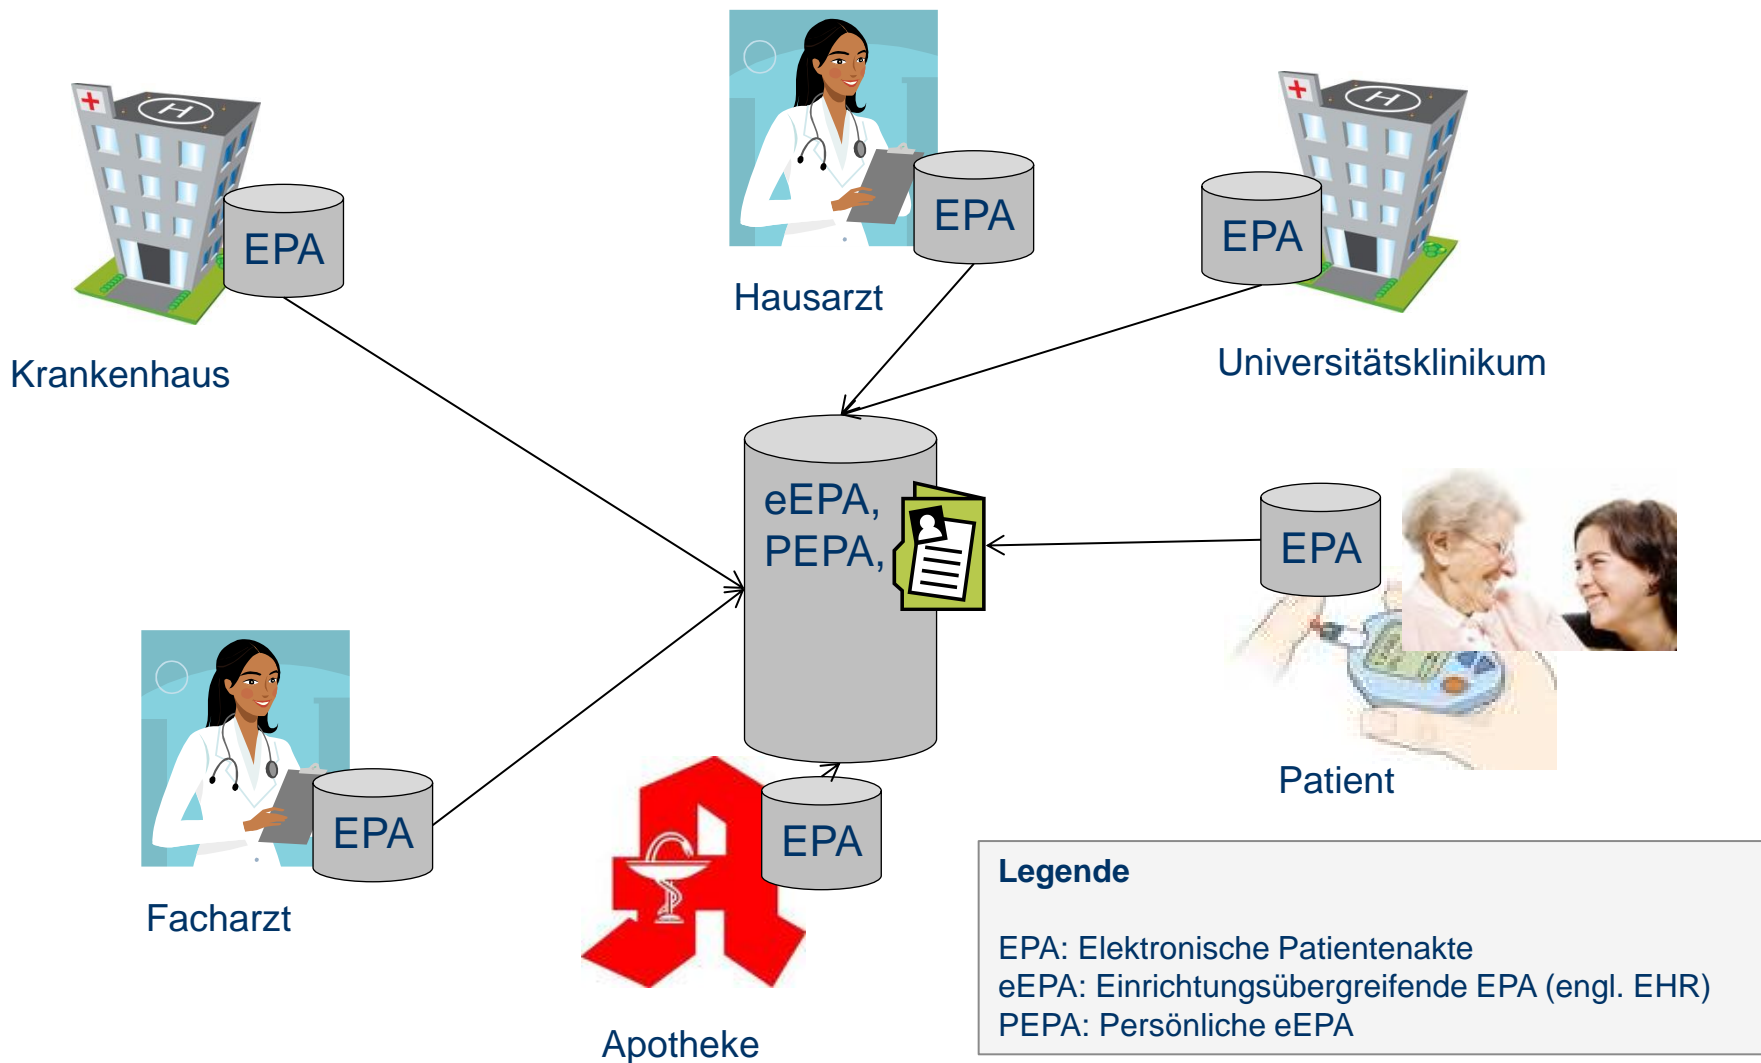 H
H
EPA
EPA
EPA
Hausarzt
Universitätsklinikum
Krankenhaus
eEPA,
PEPA,
EPA
Patient
EPA
EPA
Facharzt
Apotheke
Legende
EPA: Elektronische Patientenakte
eEPA: Einrichtungsübergreifende EPA (engl. EHR)
PEPA: Persönliche eEPA